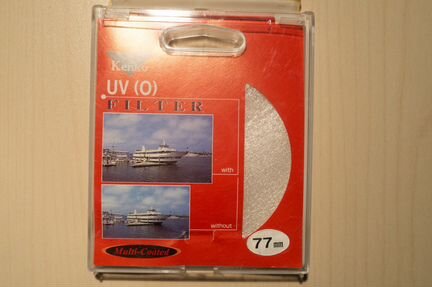 Kenko
UV (O)
FILTER
with
without
77mm
Multi-Coated